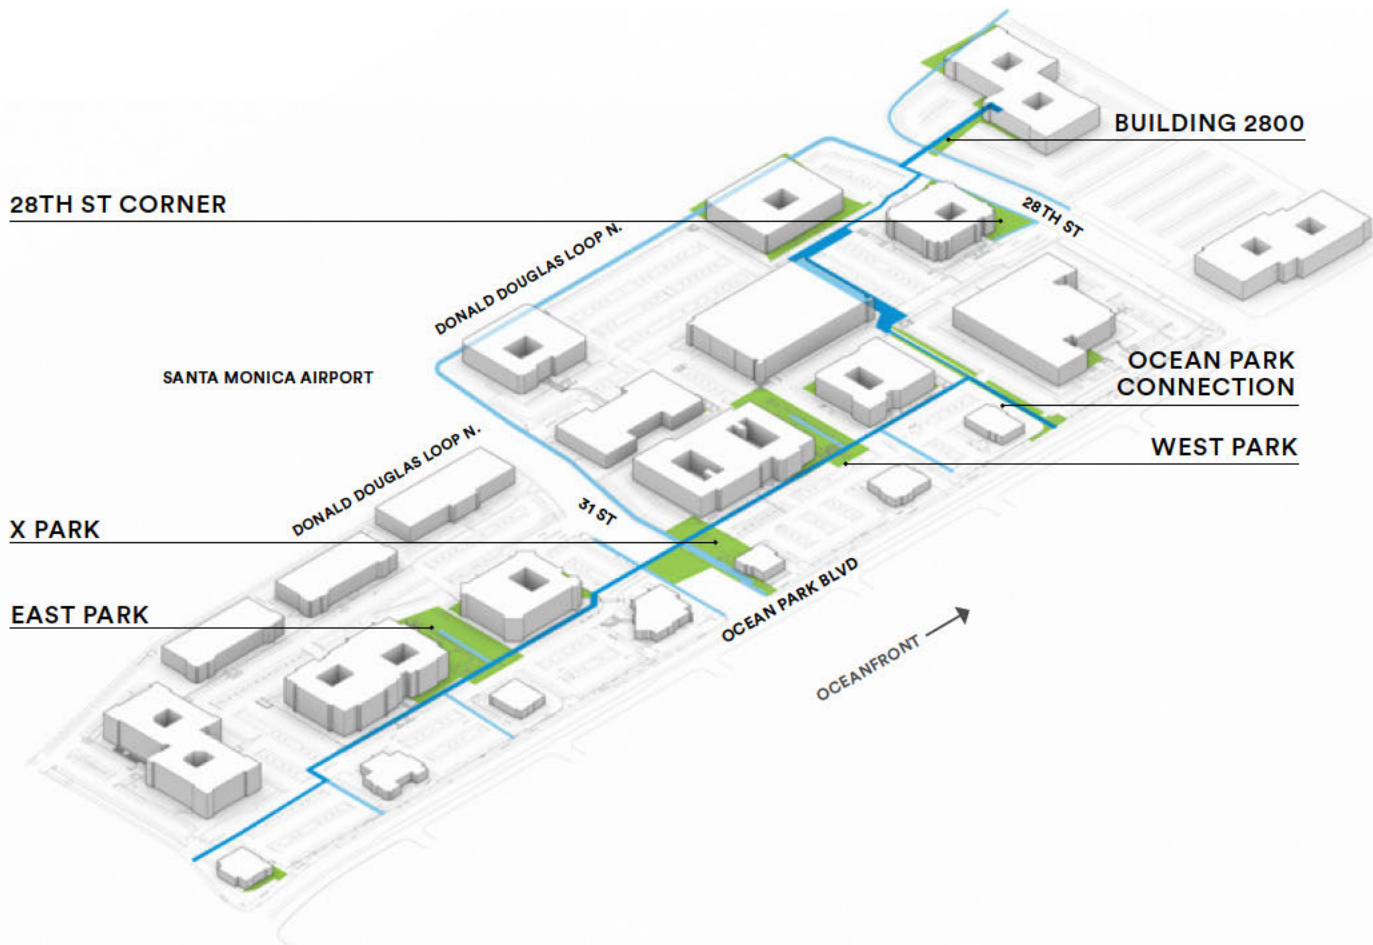 BUILDING 2800
28TH ST CORNER
28TH ST
DONALD DOUGLAS LOOP N.
OCEAN PARK
CONNECTION
SANTA MONICA AIRPORT
WEST PARK
DONALD DOUGLAS LOOP N.
31 ST
X PARK
OCEAN PARK BLVD
EAST PARK
OCEANFRONT